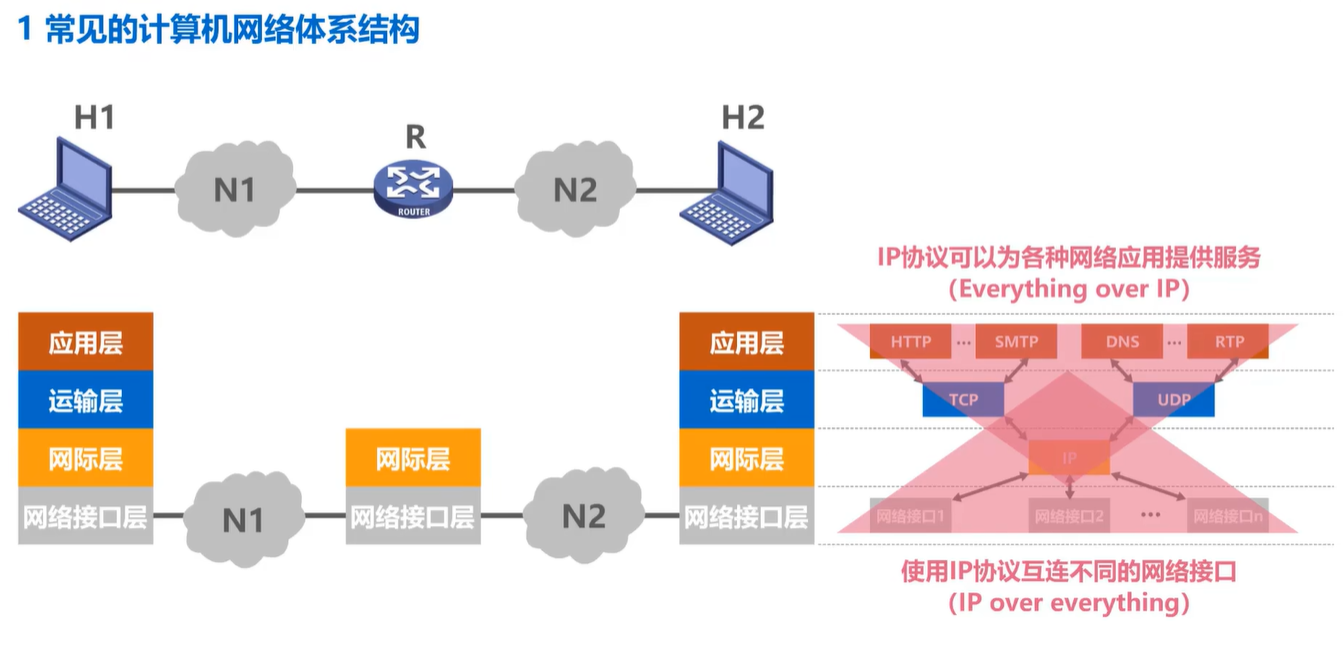 1 常见的计算机网络体系结构
H1
R
H2
N1
ROUTER
N2
IP协议可以为各种网络应用提供服务
(Everything over IP)
应用层
运输层
网际层
网络接口层
N1
网际层
网络接口层
N2
应用层
运输层
网际层
网络接口层
HTTP ... SMTP DNS ... RTP
TCP UDP
IP
网络接口1 网络接口2 ... 网络接口n
使用IP协议互连不同的网络接口
(IP over everything)